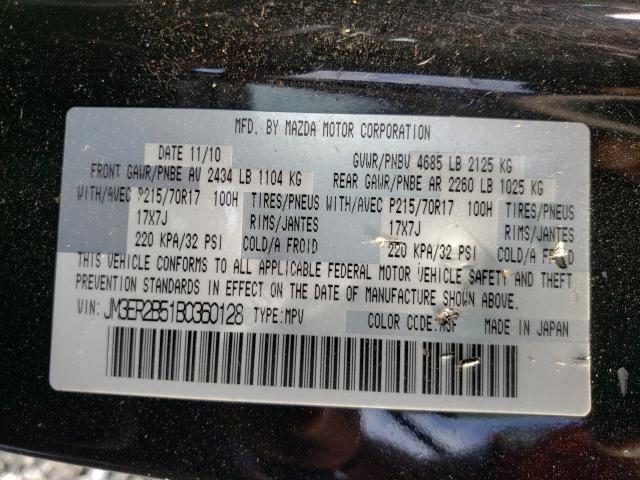 MFD. BY MAZDA MOTOR CORPORATION
DATE 11/10 GVWR/PNBV 4685 LB 2125 KG
FRONT GAWR/PNBE AV 2434 LB 1104 KG REAR GAWR/PNBE AR 2260 LB 1025 KG
WITH/AVEC P215/70R17 100H TIRES/PNEUS WITH/AVEC P215/70R17 100H TIRES/PNEUS
17X7J RIMS/JANTES 17X7J RIMS/JANTES
220 KPA/32 PSI COLD/A FROID 220 KPA/32 PSI COLD/A FROID
THIS VEHICLE CONFORMS TO ALL APPLICABLE FEDERAL MOTOR VEHICLE SAFETY AND THEFT
PREVENTION STANDARDS IN EFFECT ON THE DATE OF MANUFACTURE SHOWN ABOVE.
VIN: JM3ER2B51B0360128 TYPE:MPV COLOR CODE: MADE IN JAPAN